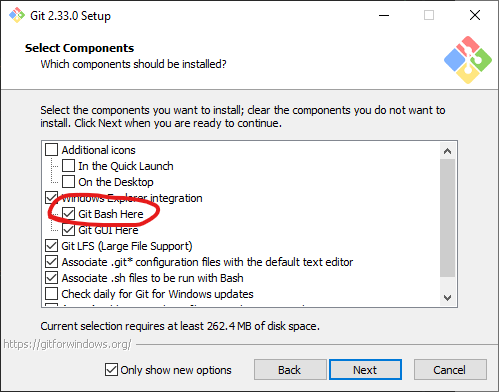 Git 2.33.0 Setup
Select Components
Which components should be installed?
Select the components you want to install; clear the components you do not want to
install. Click Next when you are ready to continue.
Additional icons
In the Quick Launch
On the Desktop
Windows Explorer integration
Git Bash Here
Git GUI Here
Git LFS (Large File Support)
Associate .git* configuration files with the default text editor
Associate .sh files to be run with Bash
Check daily for Git for Windows updates
Current selection requires at least 262.4 MB of disk space.
https://gitforwindows.org/
Only show new options
Back
Next
Cancel